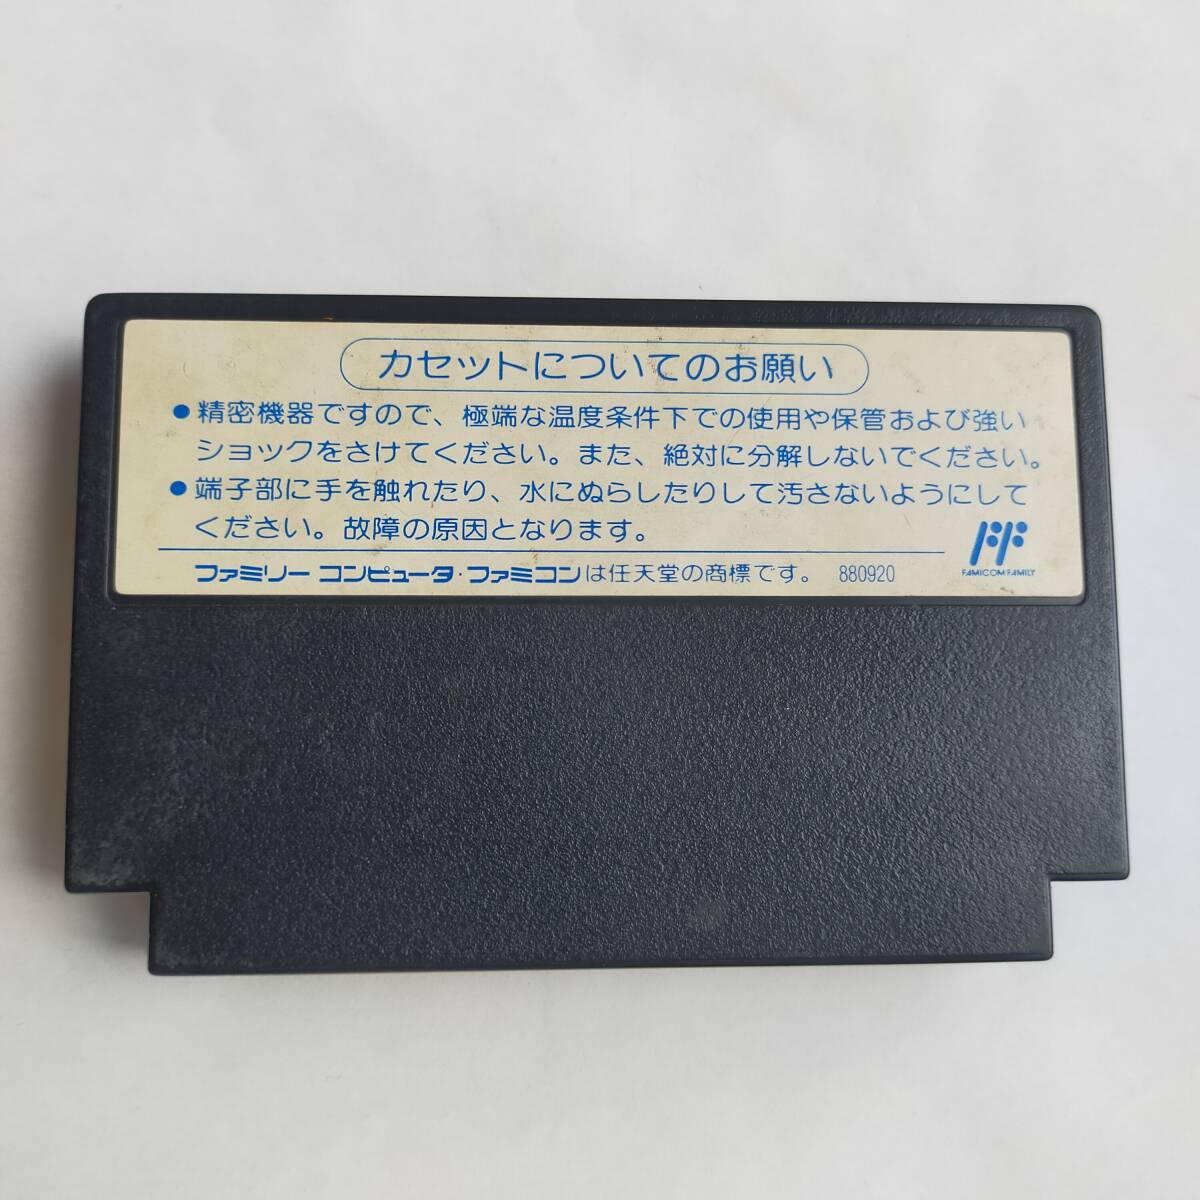 カセットについてのお願い
●精密機器ですので、極端な温度条件下での使用や保管および強い
ショックをさけてください。また、絶対に分解しないでください。
●端子部に手を触れたり、水にぬらしたりして汚さないようにして
ください。故障の原因となります。
FAMICOM FAMILY
ファミリー コンピュータ・ファミコンは任天堂の商標です。 880920